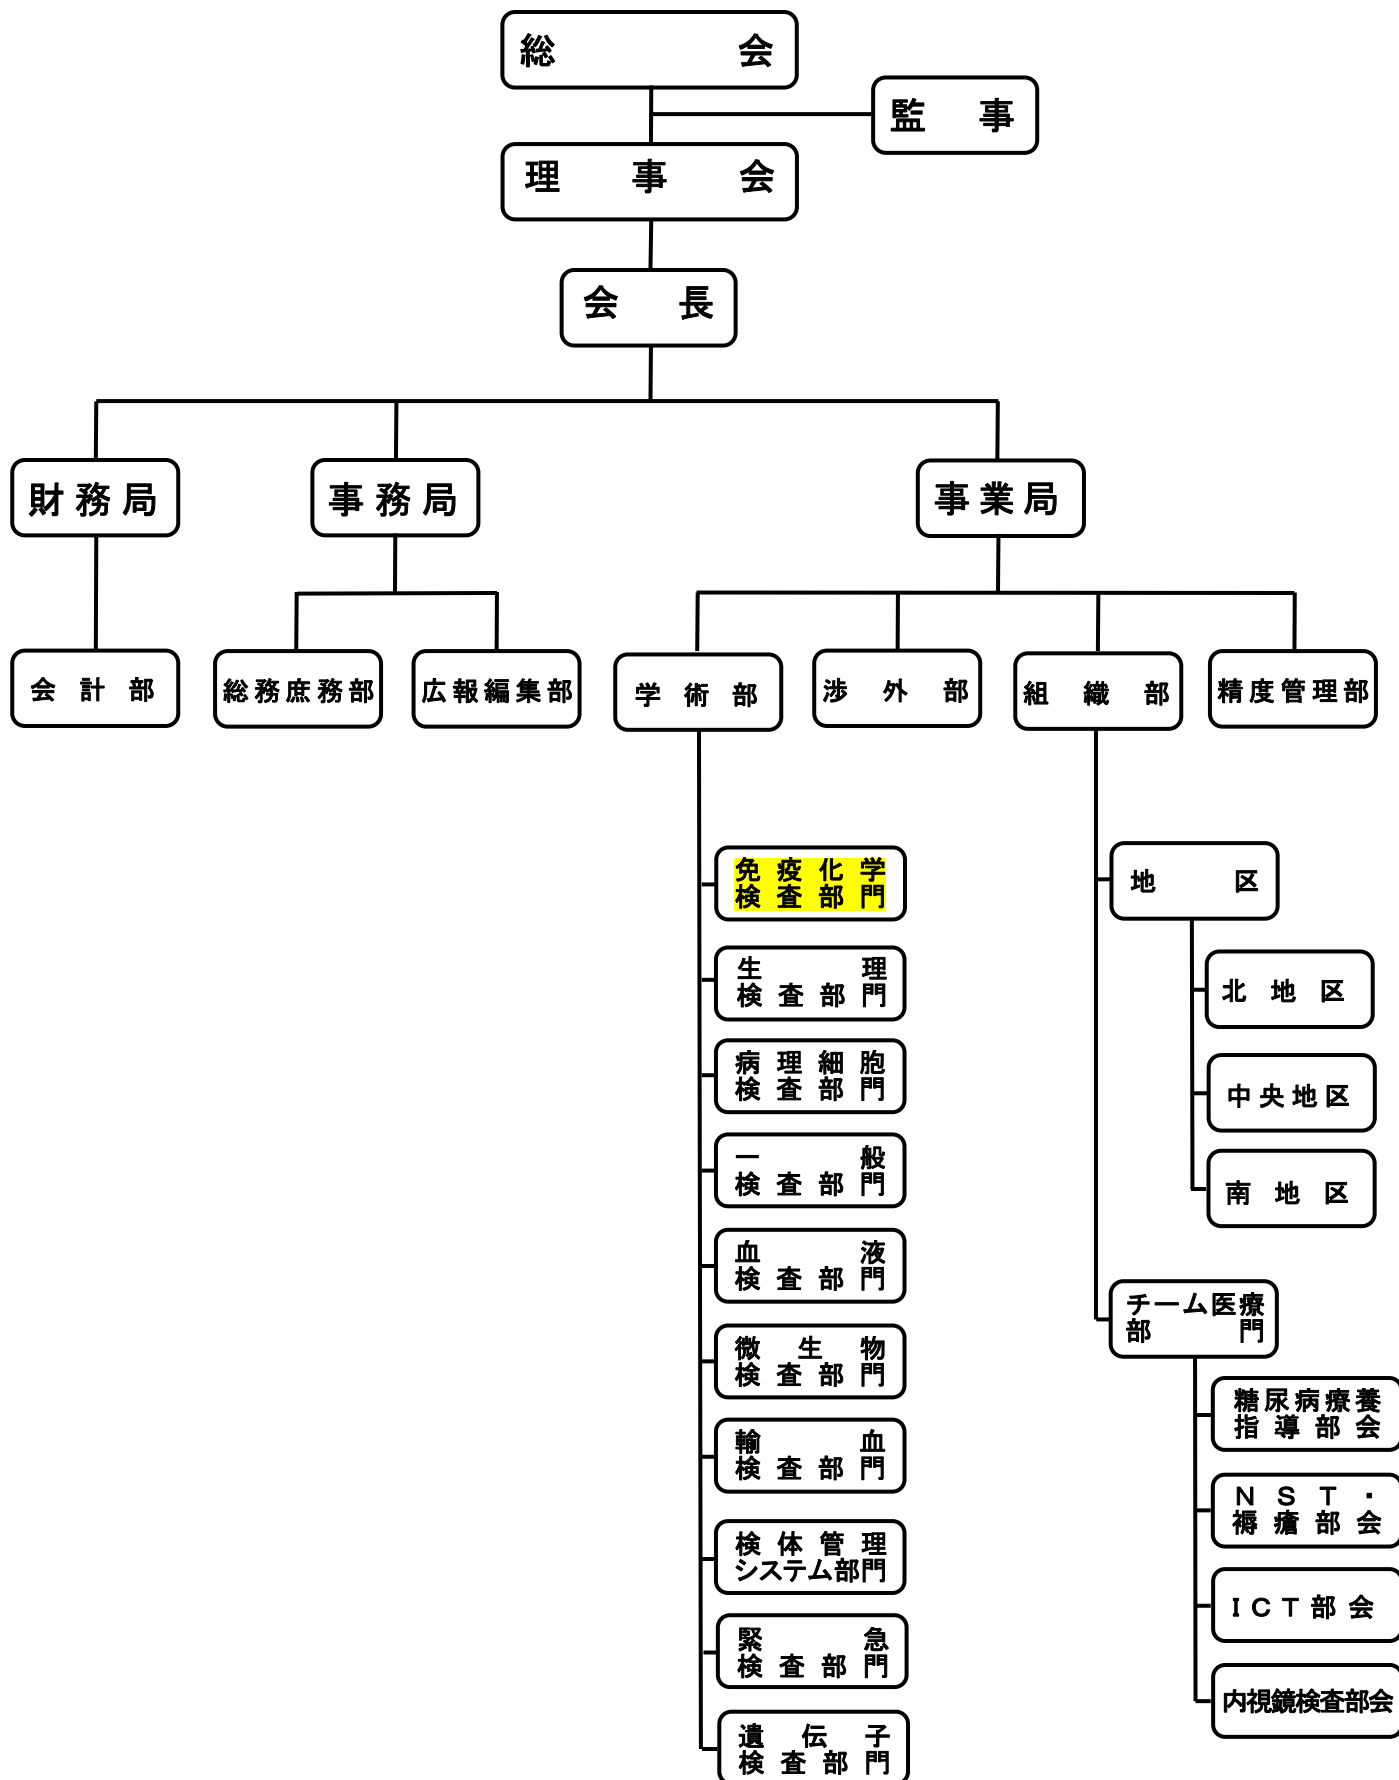 総会
監事
理事会
会長
財務局
事務局
事業局
会計部
総務庶務部
広報編集部
学術部
渉外部
組織部
精度管理部
免疫化学
検査部門
生理
検査部門
病理細胞
検査部門
一般
検査部門
血液
検査部門
微生物
検査部門
輸血
検査部門
検体管理
システム部門
緊急
検査部門
遺伝子
検査部門
地区
北地区
中央地区
南地区
チーム医療
部門
糖尿病療養
指導部会
NST・
褥瘡部会
ICT部会
内視鏡検査部会